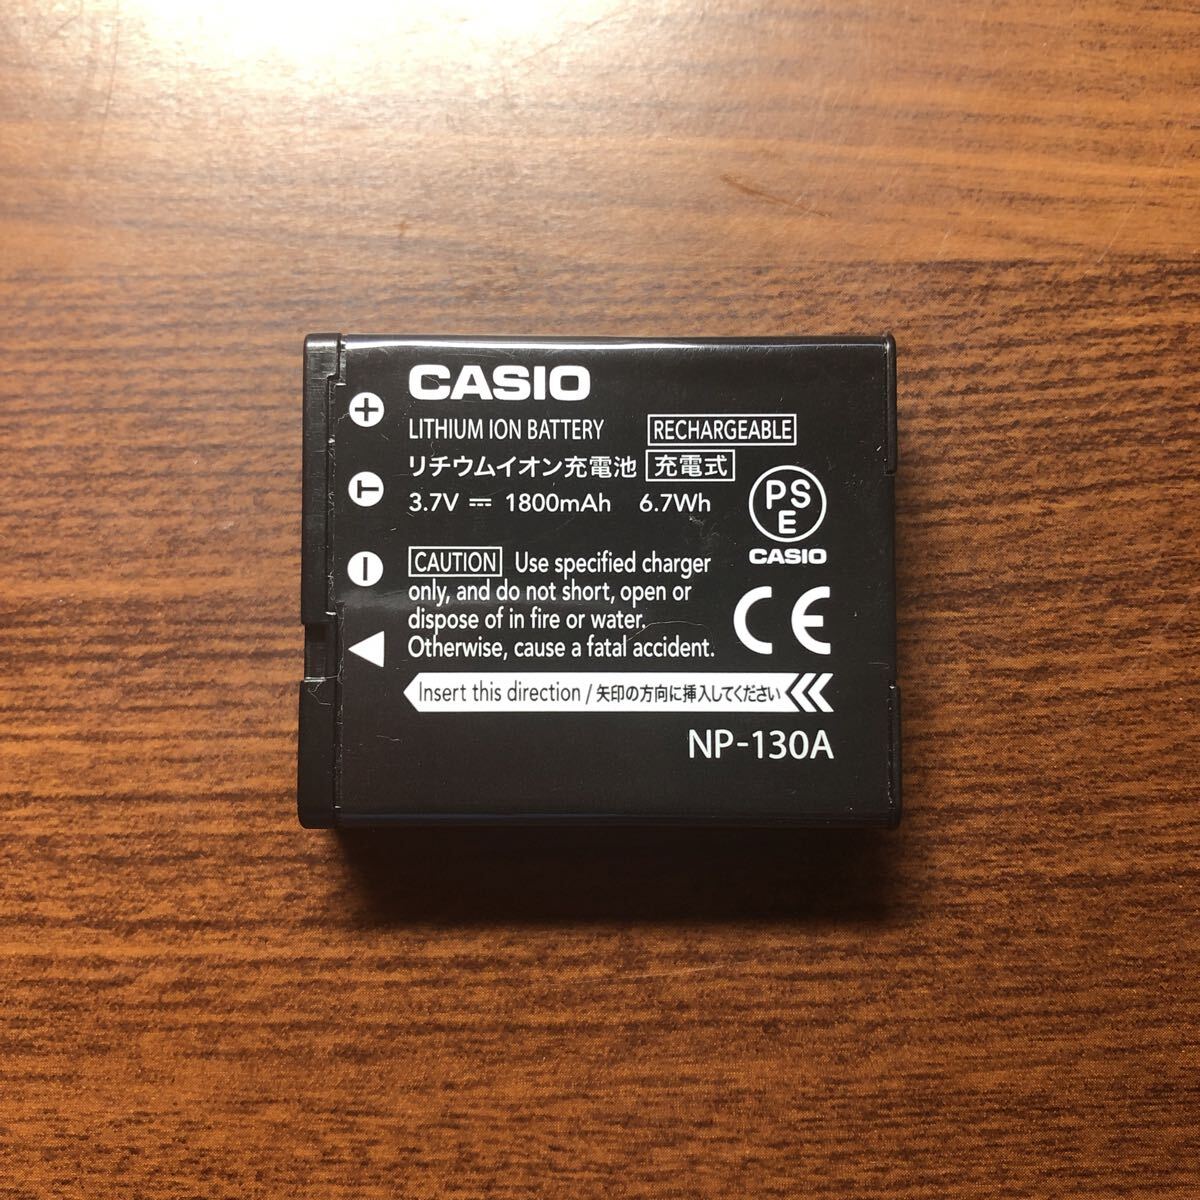 CASIO
LITHIUM ION BATTERY RECHARGEABLE
リチウムイオン充電池 充電式
3.7V 1800mAh 6.7Wh
PS
E
CASIO
+
T
−
CAUTION Use specified charger
only, and do not short, open or
dispose of in fire or water.
Otherwise, cause a fatal accident.
CE
Insert this direction / 矢印の方向に挿入してください
NP-130A